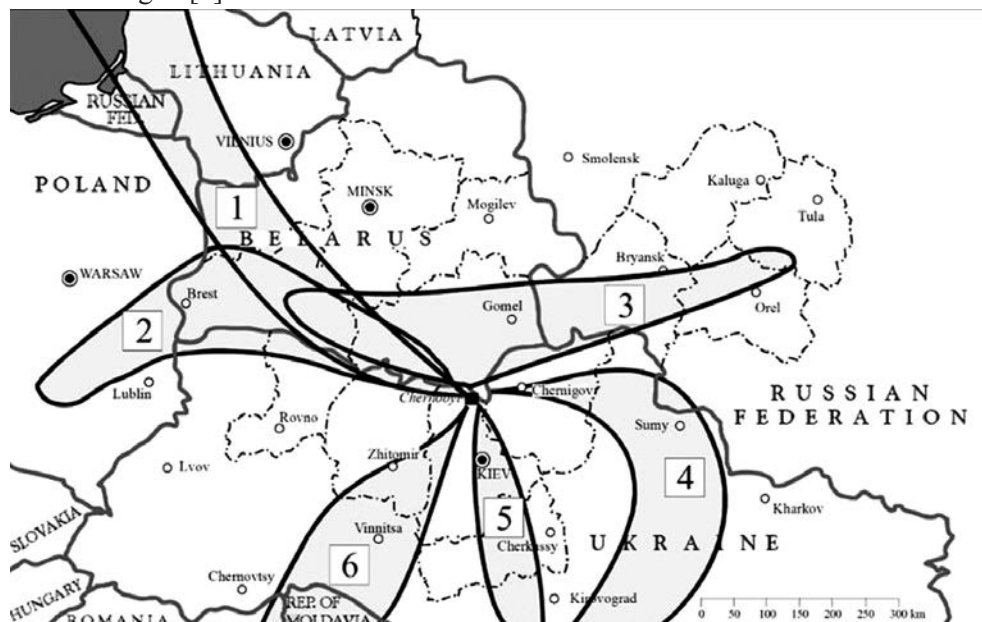 LATVIA
LITHUANIA
RUSSIAN
FED.
VILNIUS
Smolensk
POLAND
MINSK
Kaluga
1
Mogilev
Tula
BELARUS
Bryansk
WARSAW
Brest
Gomel
3
Orel
2
Lublin
Chernobyl
Chernigov
RUSSIAN
FEDERATION
Rovno
Sumy
Zhitomir
Lvov
KIEV
4
Kharkov
SLOVAKIA
Vinnitsa
5
Cherkassy
UKRAINE
6
Chernovtsy
HUNGARY
REP. OF
MOLDAVIA
Kirovograd
ROMANIA
0 50 100 150 200 250 300 km